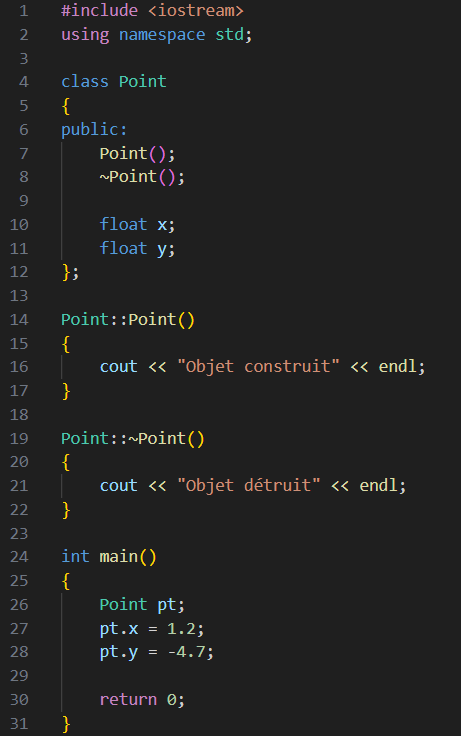 1 #include <iostream>
2 using namespace std;
3
4 class Point
5 {
6 public:
7     Point();
8     ~Point();
9
10     float x;
11     float y;
12 };
13
14 Point::Point()
15 {
16     cout << "Objet construit" << endl;
17 }
18
19 Point::~Point()
20 {
21     cout << "Objet détruit" << endl;
22 }
23
24 int main()
25 {
26     Point pt;
27     pt.x = 1.2;
28     pt.y = -4.7;
29
30     return 0;
31 }